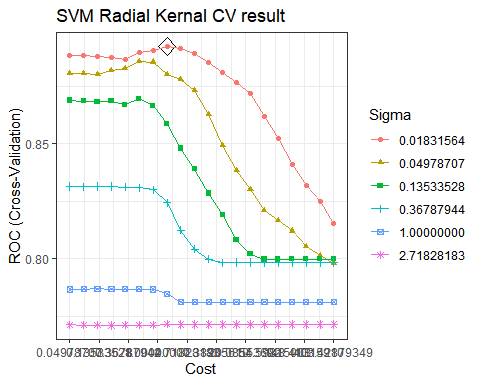 SVM Radial Kernal CV result
ROC (Cross-Validation)
0.85
0.80
Cost
Sigma
0.01831564
0.04978707
0.13533528
0.36787944
1.00000000
2.71828183